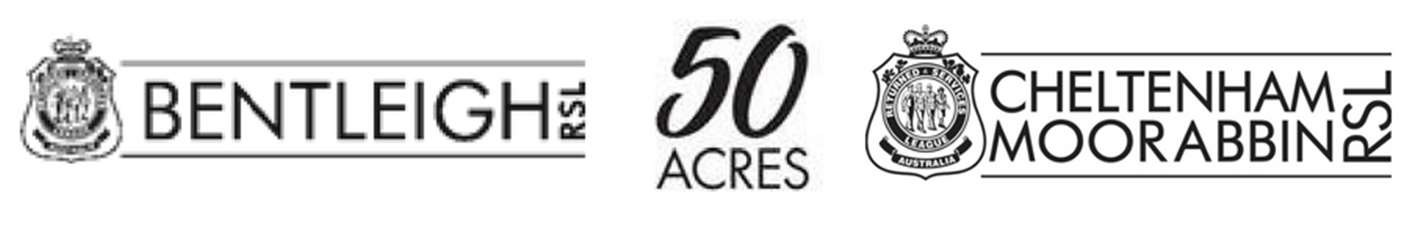 BENTLEIGH RSL
50
ACRES
RETURNED & SERVICES
LEAGUE
AUSTRALIA
CHELTENHAM
MOORABBIN
RSL